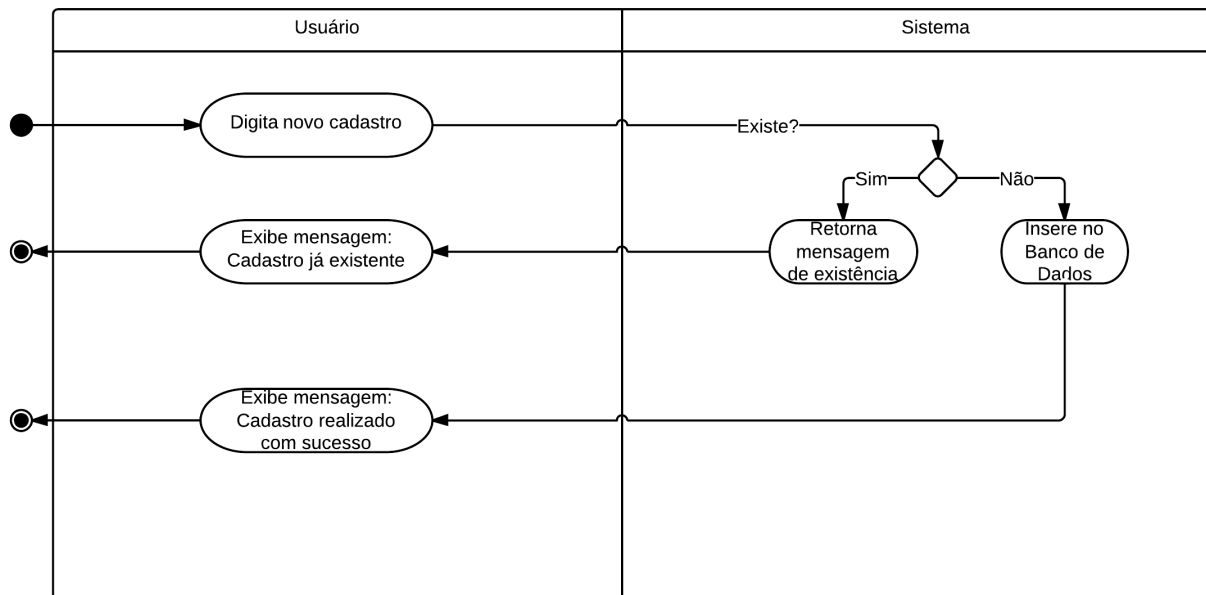 Usuário
Sistema
Digita novo cadastro
Existe?
Sim
Não
Exibe mensagem:
Cadastro já existente
Retorna
mensagem
de existência
Insere no
Banco de
Dados
Exibe mensagem:
Cadastro realizado
com sucesso